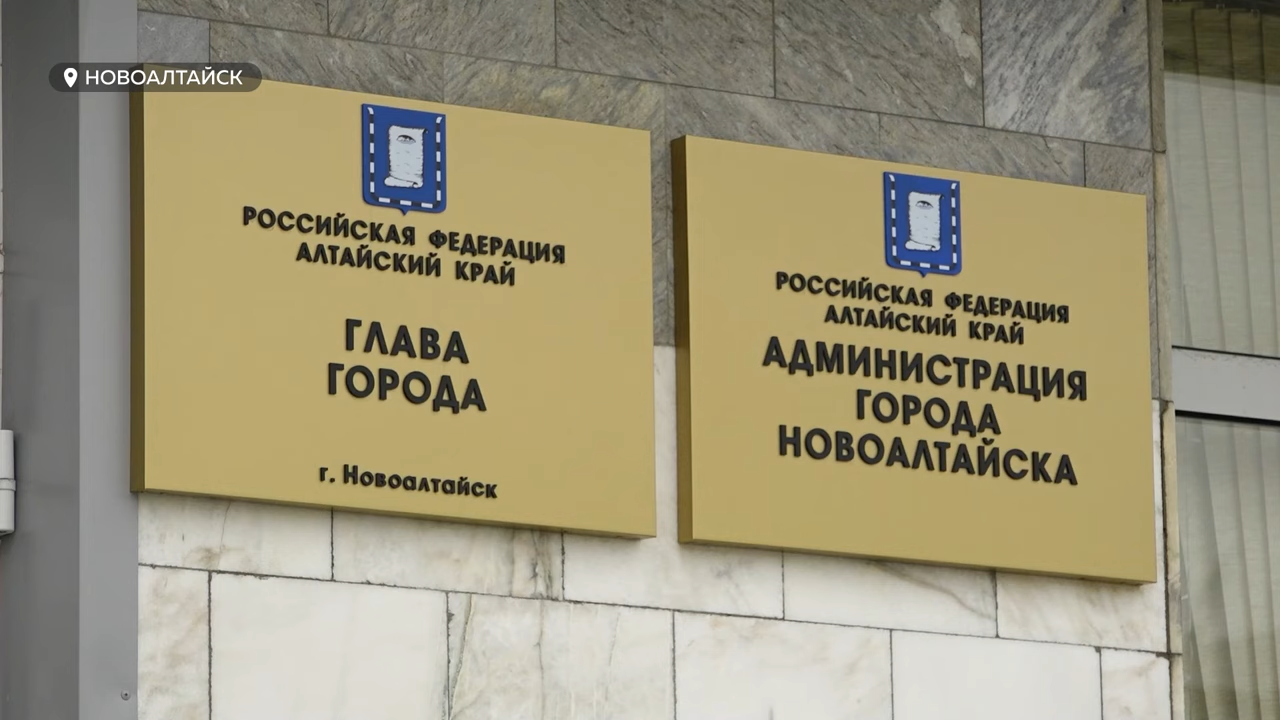 НОВОАЛТАЙСК
РОССИЙСКАЯ ФЕДЕРАЦИЯ
АЛТАЙСКИЙ КРАЙ
ГЛАВА
ГОРОДА
г. Новоалтайск
РОССИЙСКАЯ ФЕДЕРАЦИЯ
АЛТАЙСКИЙ КРАЙ
АДМИНИСТРАЦИЯ
ГОРОДА
НОВОАЛТАЙСКА